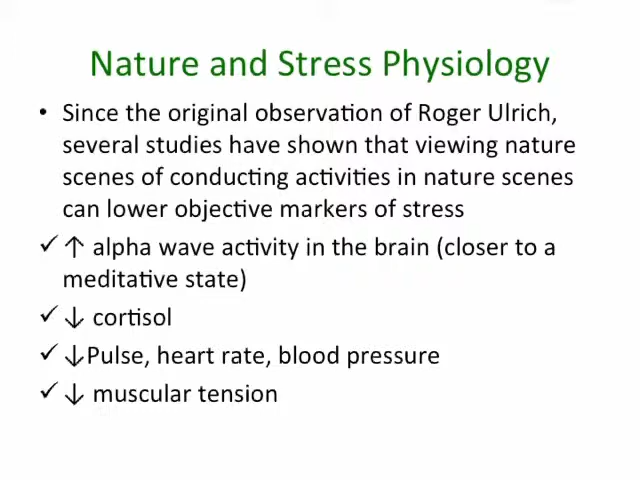 Nature and Stress Physiology
• Since the original observation of Roger Ulrich,
several studies have shown that viewing nature
scenes of conducting activities in nature scenes
can lower objective markers of stress
✓ ↑ alpha wave activity in the brain (closer to a
meditative state)
✓ ↓ cortisol
✓ ↓Pulse, heart rate, blood pressure
✓ ↓ muscular tension